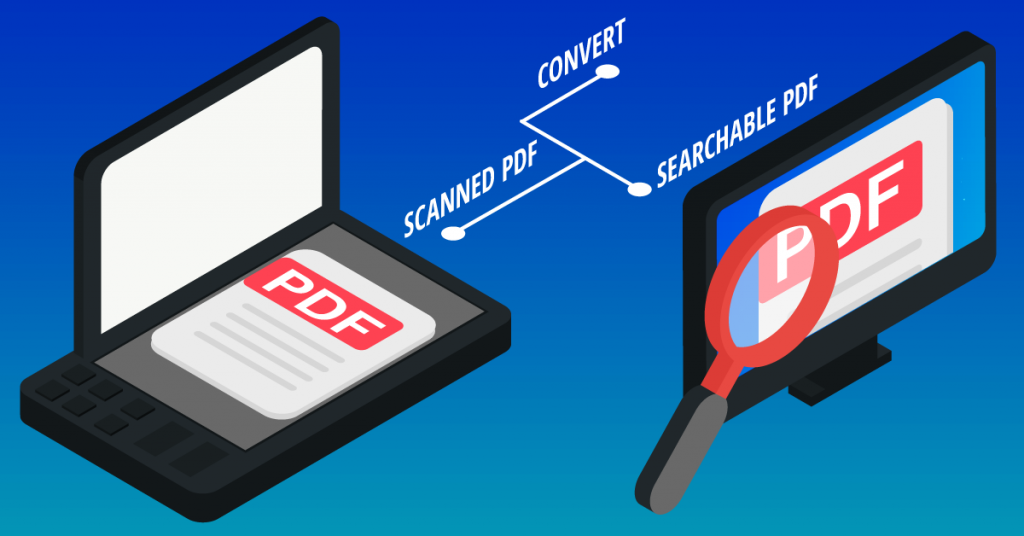 CONVERT
SCANNED PDF
SEARCHABLE PDF
PDF
PDF